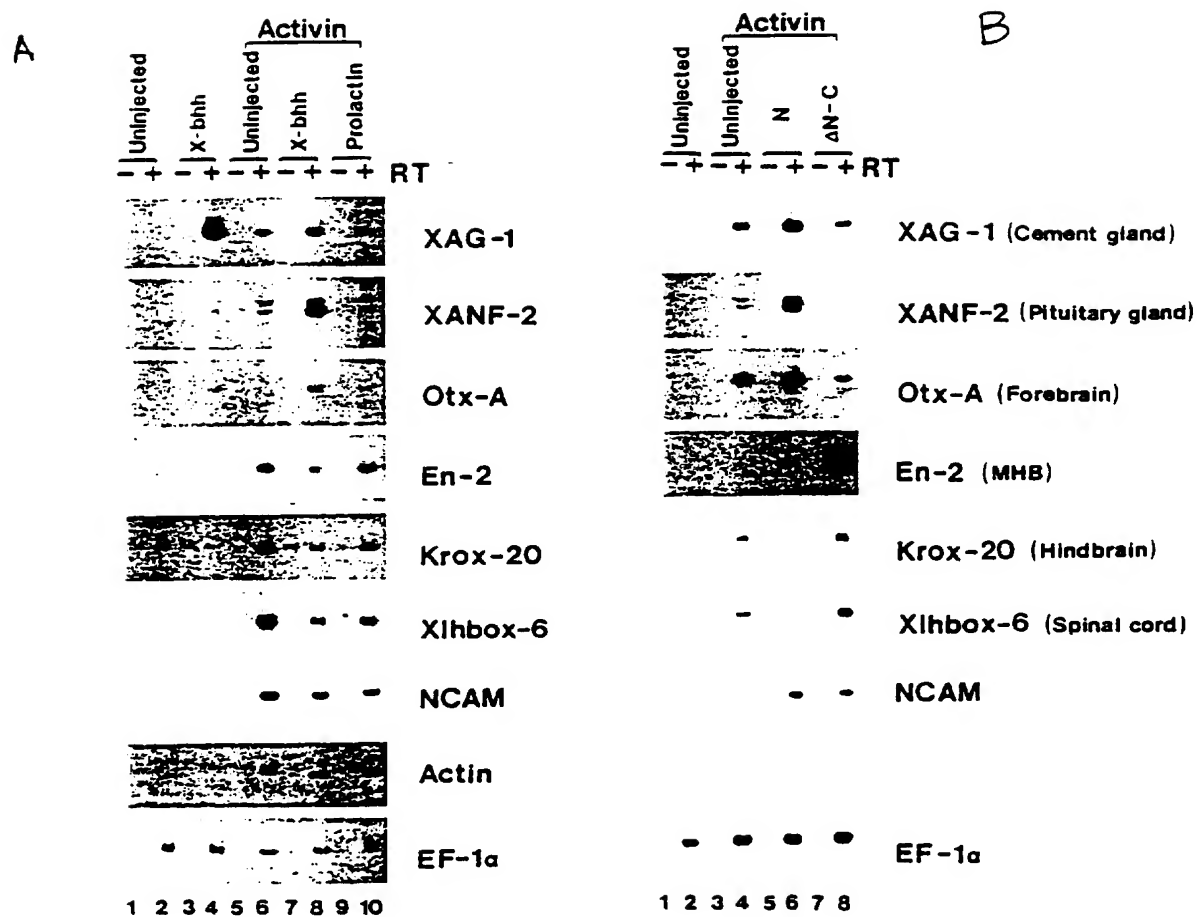 A
Activin
Uninjected
X-bhh
Uninjected
X-bhh
Prolactin
- + - + - + - + - + RT
XAG-1
XANF-2
Otx-A
En-2
Krox-20
Xlhbox-6
NCAM
Actin
EF-1α
1 2 3 4 5 6 7 8 9 10
B
Activin
Uninjected
Uninjected
N
ΔN-C
- + - + - + - + RT
XAG-1 (Cement gland)
XANF-2 (Pituitary gland)
Otx-A (Forebrain)
En-2 (MHB)
Krox-20 (Hindbrain)
Xlhbox-6 (Spinal cord)
NCAM
EF-1α
1 2 3 4 5 6 7 8